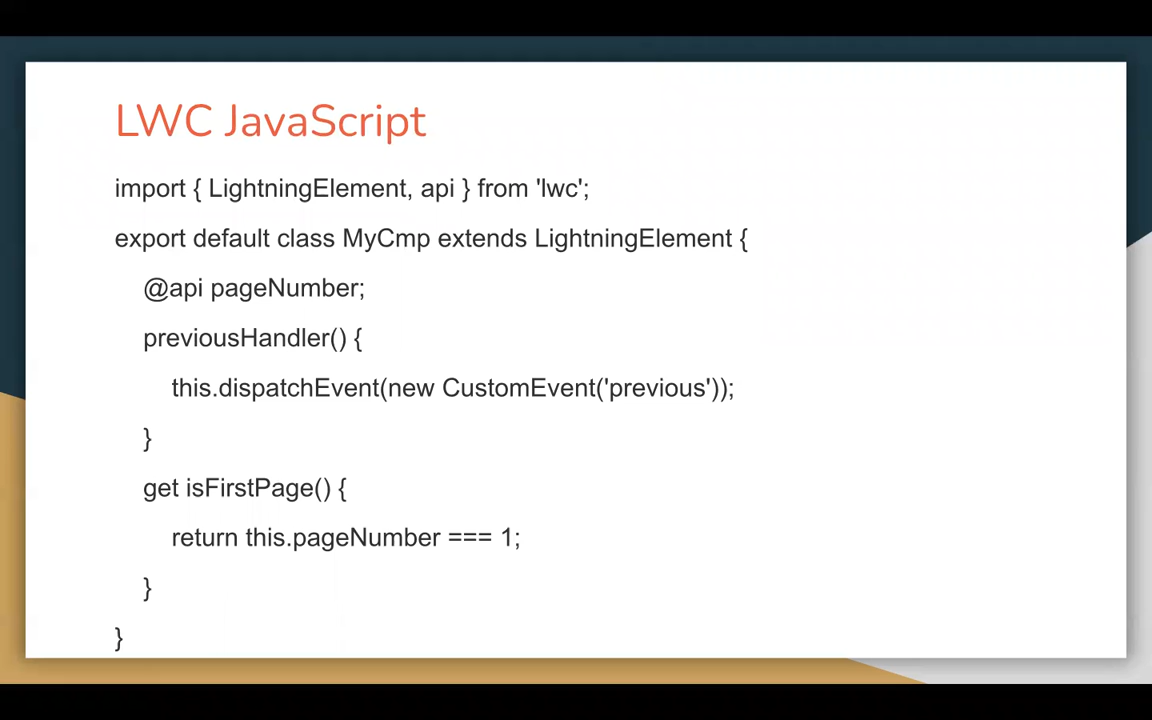 LWC JavaScript
import { LightningElement, api } from 'lwc';
export default class MyCmp extends LightningElement {
@api pageNumber;
previousHandler() {
this.dispatchEvent(new CustomEvent('previous'));
}
get isFirstPage() {
return this.pageNumber === 1;
}
}